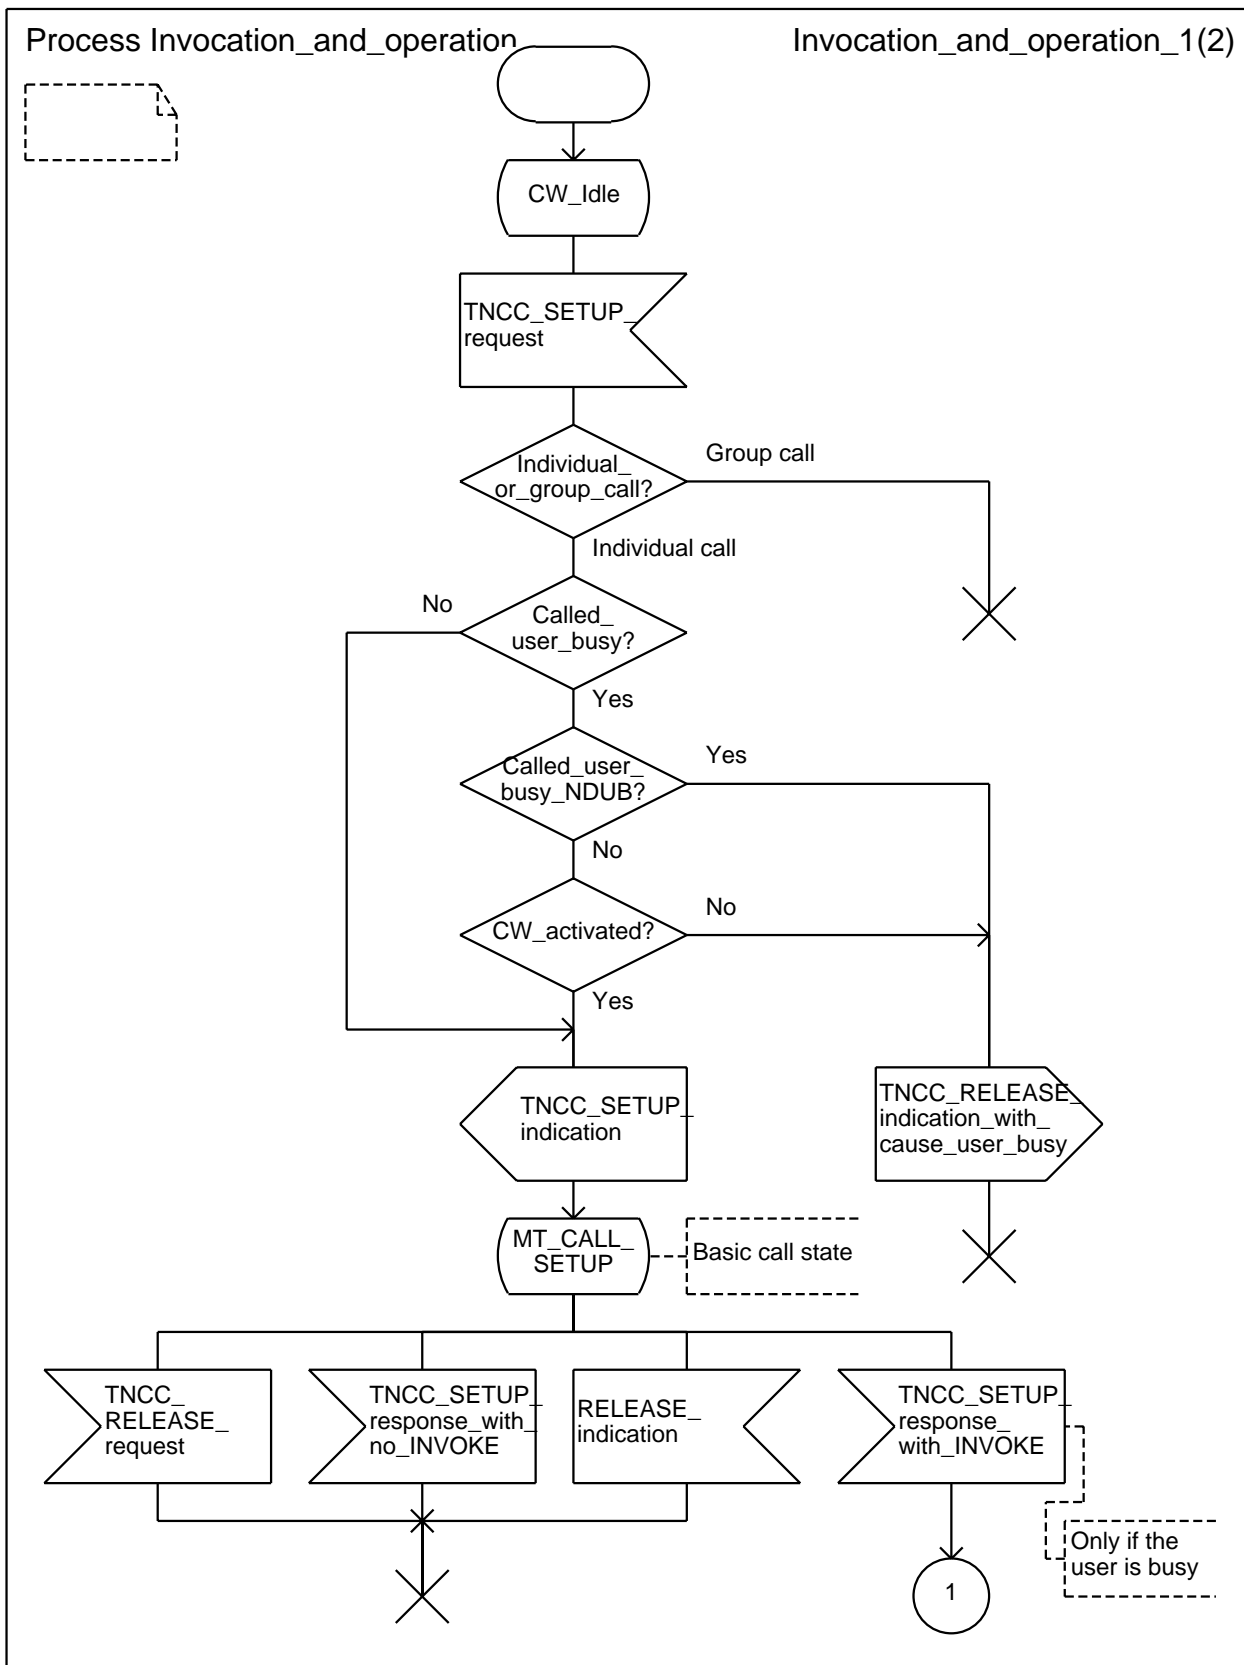 Process Invocation_and_operation
Invocation_and_operation_1(2)
CW_Idle
TNCC_SETUP_
request
Individual_
or_group_call?
Group call
Individual call
No
Called_
user_busy?
Yes
Called_user_
busy_NDUB?
Yes
No
CW_activated?
No
Yes
TNCC_SETUP_
indication
TNCC_RELEASE_
indication_with_
cause_user_busy
MT_CALL_
SETUP
Basic call state
TNCC_
RELEASE_
request
TNCC_SETUP_
response_with_
no_INVOKE
RELEASE_
indication
TNCC_SETUP_
response_
with_INVOKE
Only if the
user is busy
1